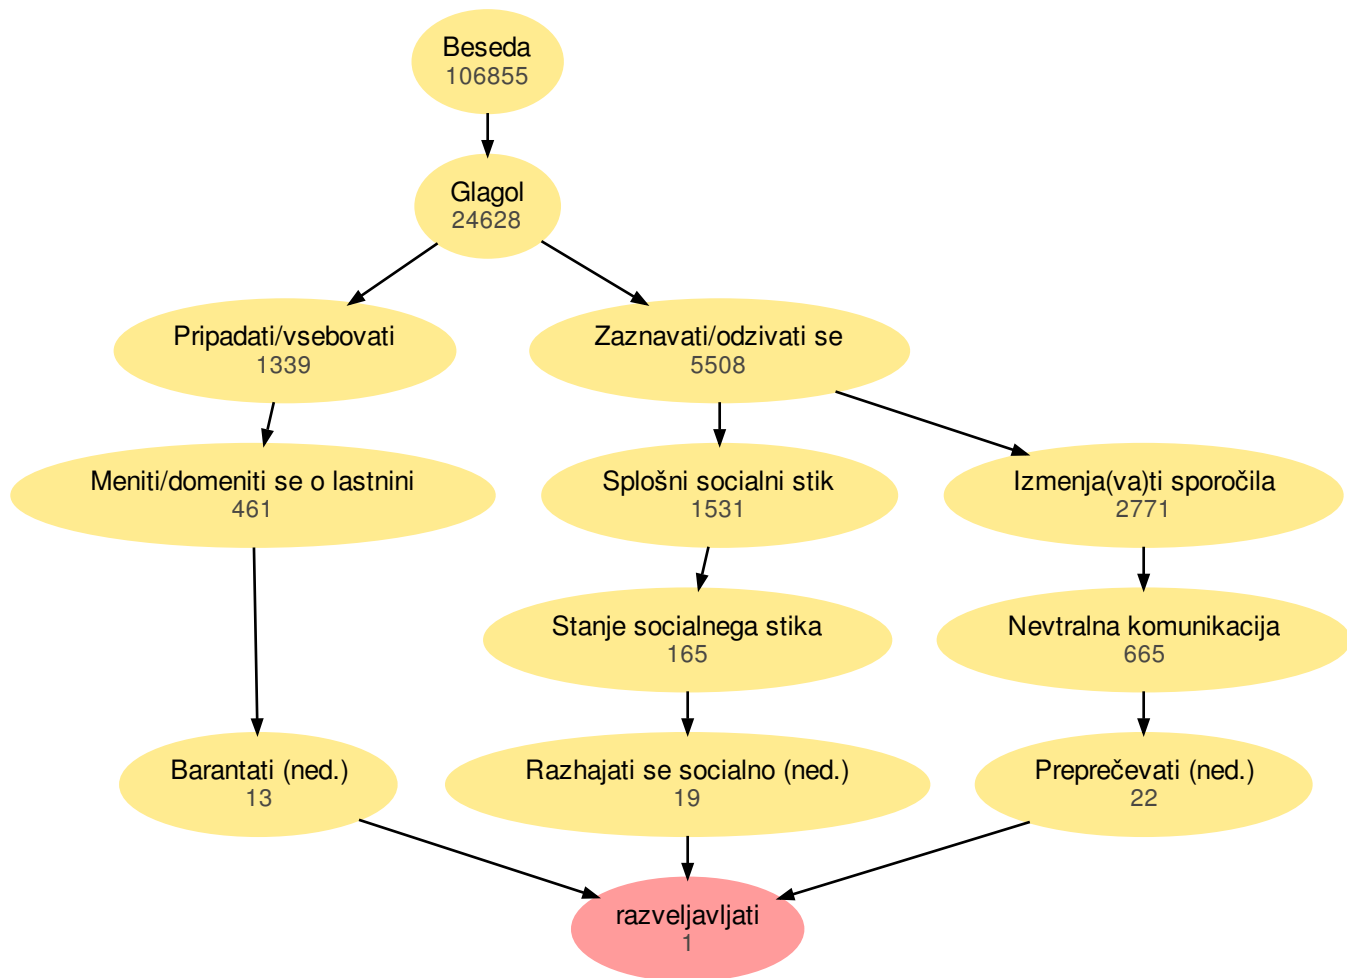 Beseda
106855
Glagol
24628
Pripadati/vsebovati
1339
Zaznavati/odzivati se
5508
Meniti/domeniti se o lastnini
461
Splošni socialni stik
1531
Izmenja(va)ti sporočila
2771
Stanje socialnega stika
165
Nevtralna komunikacija
665
Barantati (ned.)
13
Razhajati se socialno (ned.)
19
Preprečevati (ned.)
22
razveljavljati
1